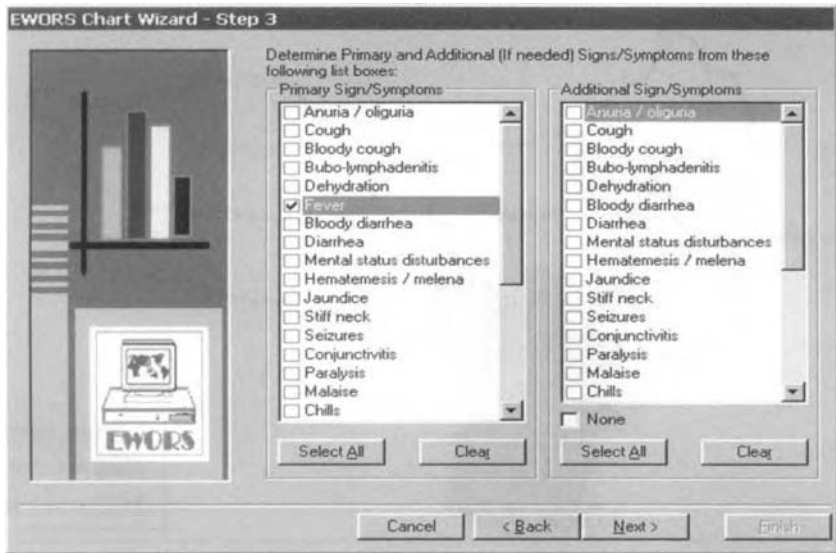 EWORS Chart Wizard - Step 3
Determine Primary and Additional (If needed) Signs/Symptoms from these
following list boxes:
Primary Sign/Symptoms
Anuria / oliguria
Cough
Bloody cough
Bubo-lymphadenitis
Dehydration
Fever
Bloody diarrhea
Diarrhea
Mental status disturbances
Hematemesis / melena
Jaundice
Stiff neck
Seizures
Conjunctivitis
Paralysis
Malaise
Chills
Select All
Clear
Additional Sign/Symptoms
Anuria / oliguria
Cough
Bloody cough
Bubo-lymphadenitis
Dehydration
Bloody diarrhea
Diarrhea
Mental status disturbances
Hematemesis / melena
Jaundice
Stiff neck
Seizures
Conjunctivitis
Paralysis
Malaise
Chills
None
Select All
Clear
EWORS
Cancel
< Back
Next >
Finish